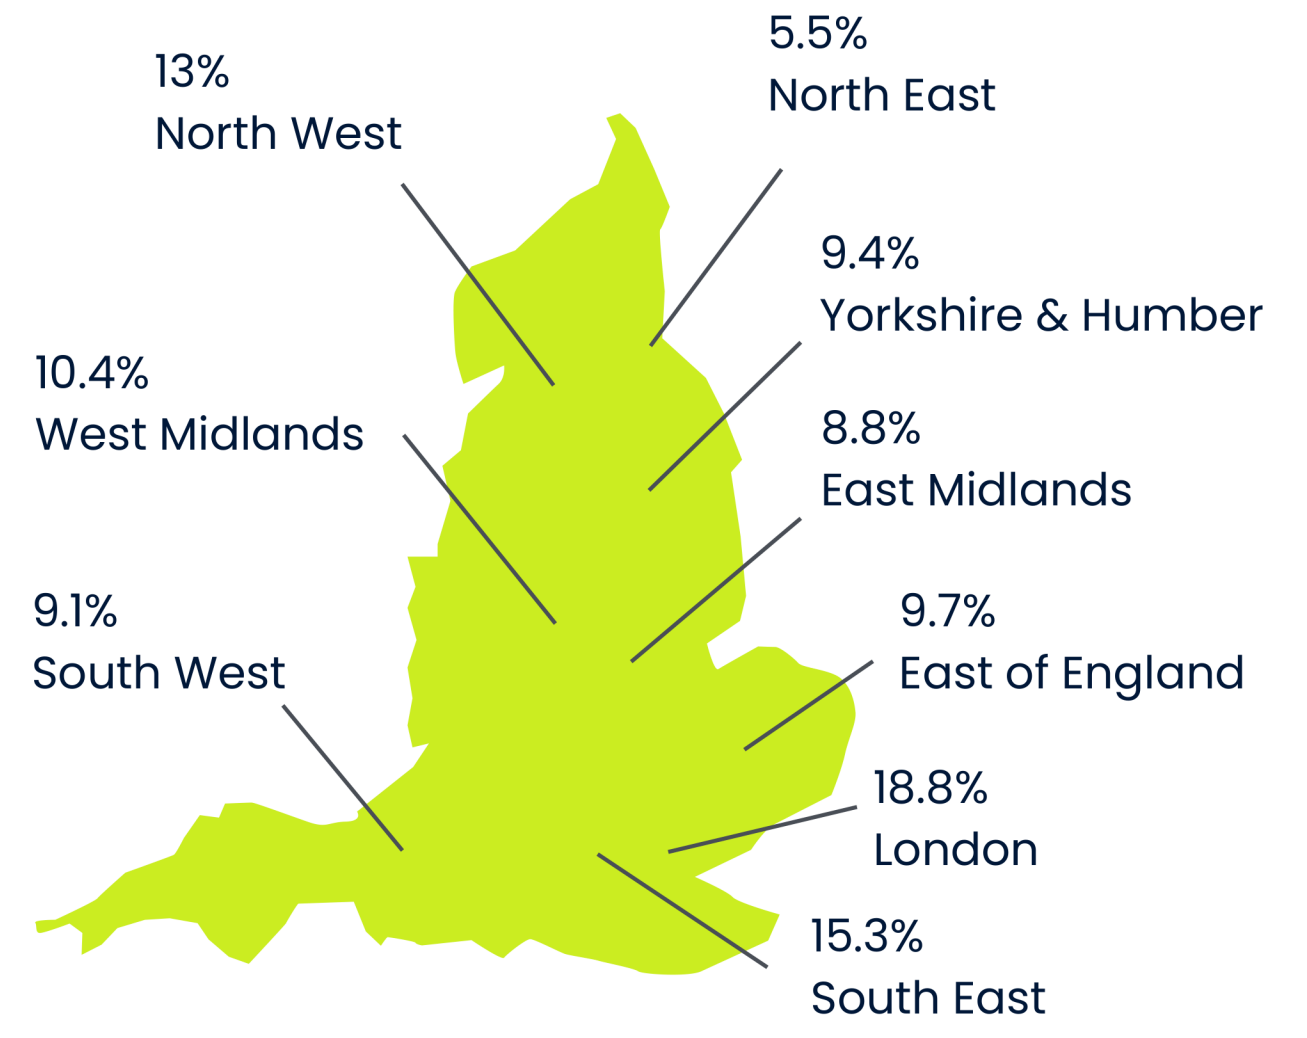 5.5%
North East
13%
North West
9.4%
Yorkshire & Humber
10.4%
West Midlands
8.8%
East Midlands
9.1%
South West
9.7%
East of England
18.8%
London
15.3%
South East